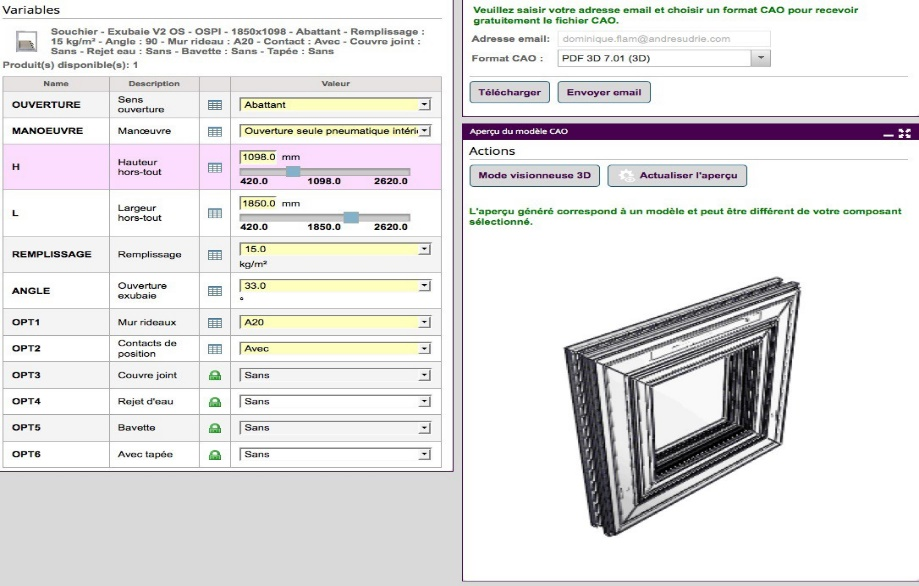 Variables
Souchier - Exubaie V2 OS - OSPI - 1850x1098 - Abattant - Remplissage :
15 kg/m² - Angle : 90 - Mur rideau : A20 - Contact : Avec - Couvre joint :
Sans - Rejet eau : Sans - Bavette : Sans - Tapée : Sans
Produit(s) disponible(s): 1
Name Description Valeur
OUVERTURE Sens ouverture Abattant
MANOEUVRE Manœuvre Ouverture seule pneumatique intéri
H Hauteur hors-tout 1098.0 mm
420.0 1098.0 2620.0
L Largeur hors-tout 1850.0 mm
420.0 1850.0 2620.0
REMPLISSAGE Remplissage 15.0
kg/m²
ANGLE Ouverture exubaie 33.0
°
OPT1 Mur rideaux A20
OPT2 Contacts de position Avec
OPT3 Couvre joint Sans
OPT4 Rejet d'eau Sans
OPT5 Bavette Sans
OPT6 Avec tapée Sans
Veuillez saisir votre adresse email et choisir un format CAO pour recevoir
gratuitement le fichier CAO.
Adresse email: dominique.flam@andresudrie.com
Format CAO : PDF 3D 7.01 (3D)
Télécharger Envoyer email
Aperçu du modèle CAO
Actions
Mode visionneuse 3D Actualiser l'aperçu
L'aperçu généré correspond à un modèle et peut être différent de votre composant
sélectionné.